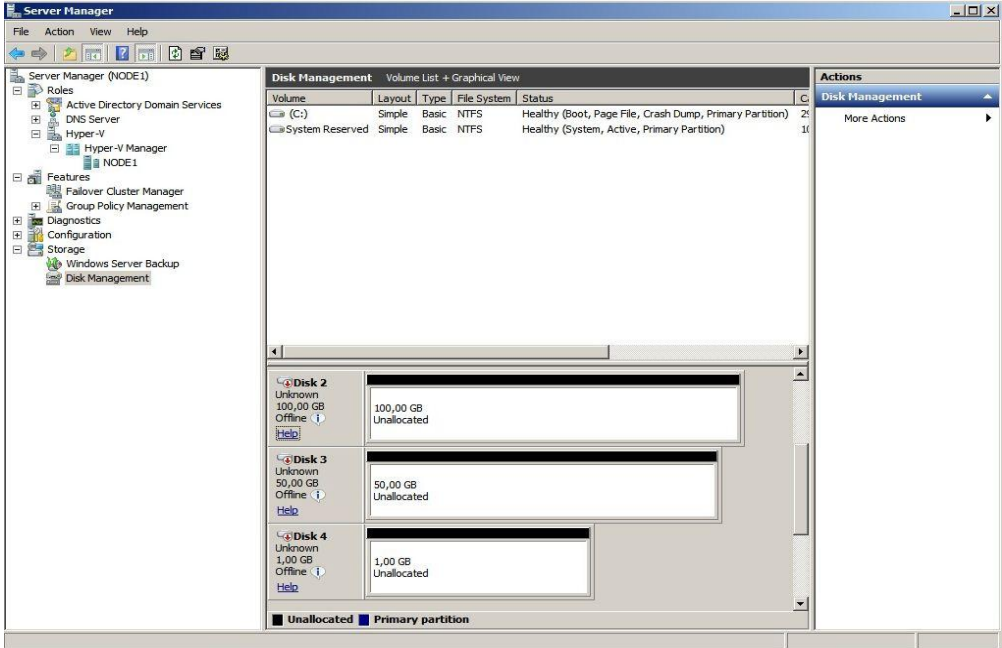 Server Manager
File Action View Help
Server Manager (NODE1)
Roles
Active Directory Domain Services
DNS Server
Hyper-V
Hyper-V Manager
NODE1
Features
Failover Cluster Manager
Group Policy Management
Diagnostics
Configuration
Storage
Windows Server Backup
Disk Management
Disk Management Volume List + Graphical View
Volume Layout Type File System Status
(C:) Simple Basic NTFS Healthy (Boot, Page File, Crash Dump, Primary Partition)
System Reserved Simple Basic NTFS Healthy (System, Active, Primary Partition)
Disk 2
Unknown
100,00 GB
Offline
Help
100,00 GB
Unallocated
Disk 3
Unknown
50,00 GB
Offline
Help
50,00 GB
Unallocated
Disk 4
Unknown
1,00 GB
Offline
Help
1,00 GB
Unallocated
Unallocated Primary partition
Actions
Disk Management
More Actions